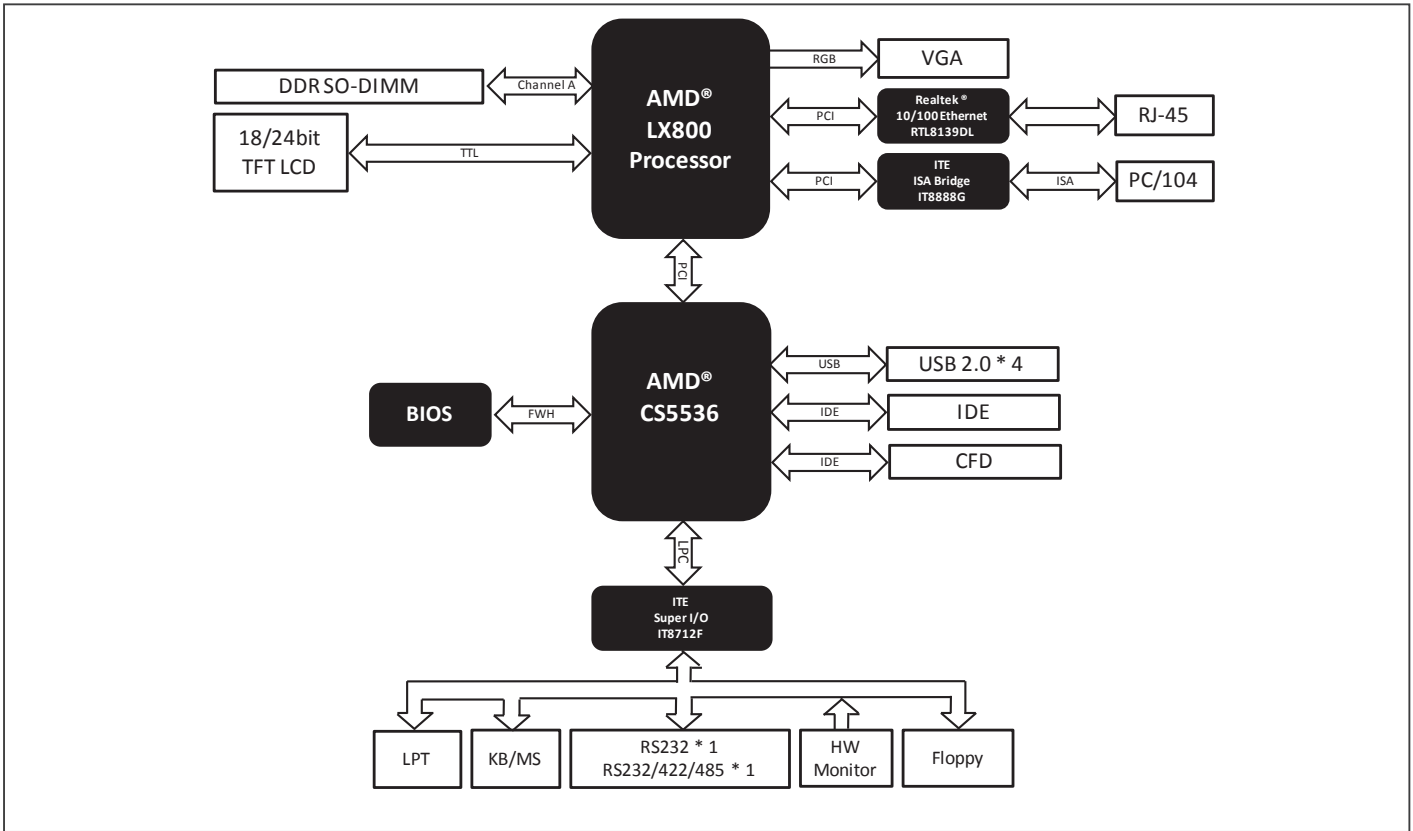 DDR SO-DIMM
Channel A
18/24bit
TFT LCD
TTL
AMD®
LX800
Processor
RGB
VGA
PCI
Realtek ®
10/100 Ethernet
RTL8139DL
RJ-45
PCI
ITE
ISA Bridge
IT8888G
ISA
PC/104
PCI
BIOS
FWH
AMD®
CS5536
USB
USB 2.0 * 4
IDE
IDE
IDE
CFD
LPC
ITE
Super I/O
IT8712F
LPT
KB/MS
RS232 * 1
RS232/422/485 * 1
HW
Monitor
Floppy